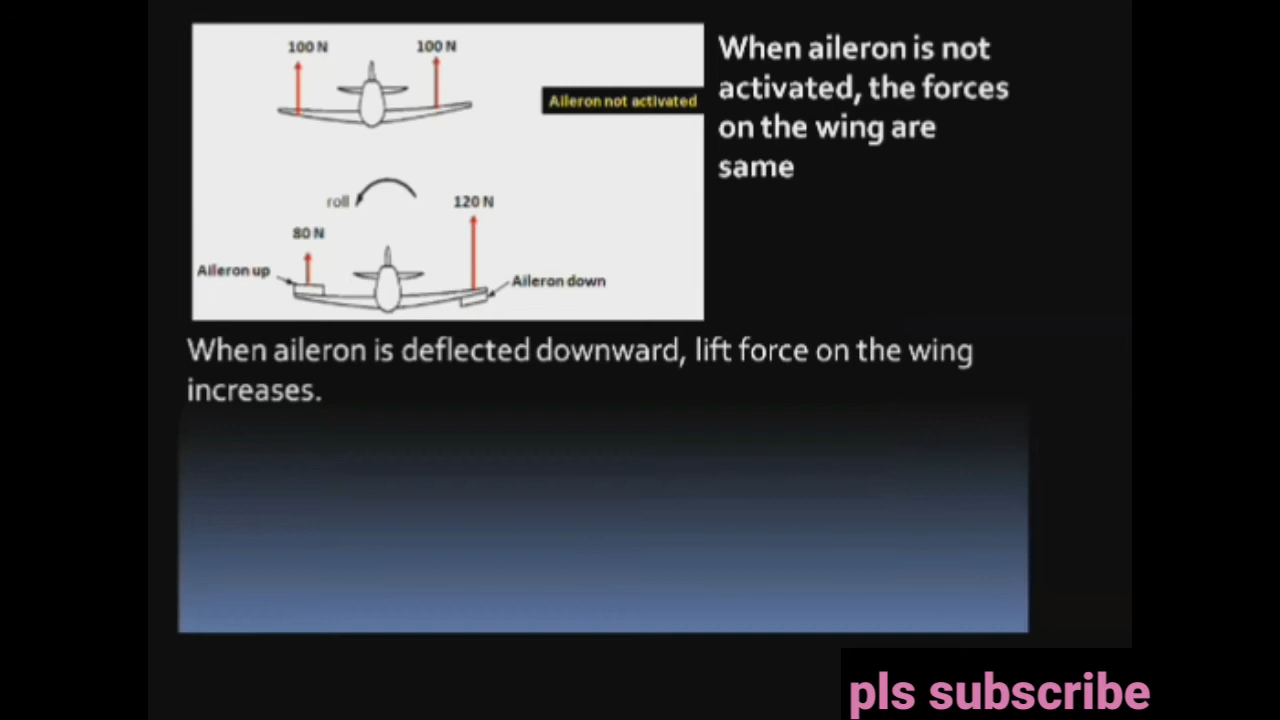 100 N
100 N
Aileron not activated
When aileron is not
activated, the forces
on the wing are
same
roll
120 N
80 N
Aileron up
Aileron down
When aileron is deflected downward, lift force on the wing
increases.
pls subscribe